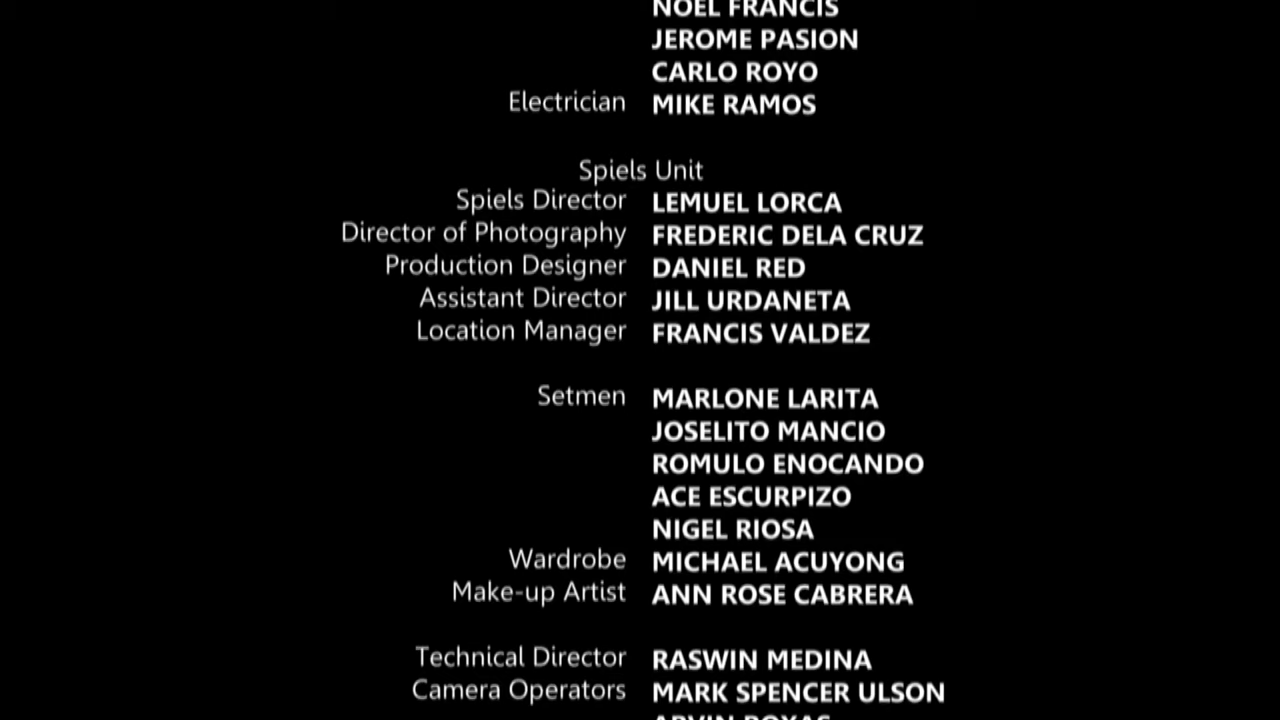 NOEL FRANCIS
JEROME PASION
CARLO ROYO
Electrician MIKE RAMOS
Spiels Unit
Spiels Director LEMUEL LORCA
Director of Photography FREDERIC DELA CRUZ
Production Designer DANIEL RED
Assistant Director JILL URDANETA
Location Manager FRANCIS VALDEZ
Setmen MARLONE LARITA
JOSELITO MANCIO
ROMULO ENOCANDO
ACE ESCURPIZO
NIGEL RIOSA
Wardrobe MICHAEL ACUYONG
Make-up Artist ANN ROSE CABRERA
Technical Director RASWIN MEDINA
Camera Operators MARK SPENCER ULSON
ARVIN ROXAS